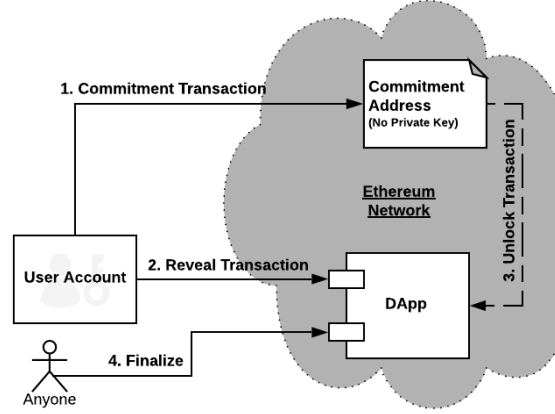 1. Commitment Transaction
Commitment
Address
(No Private Key)
3. Unlock Transaction
Ethereum
Network
User Account
2. Reveal Transaction
DApp
4. Finalize
Anyone